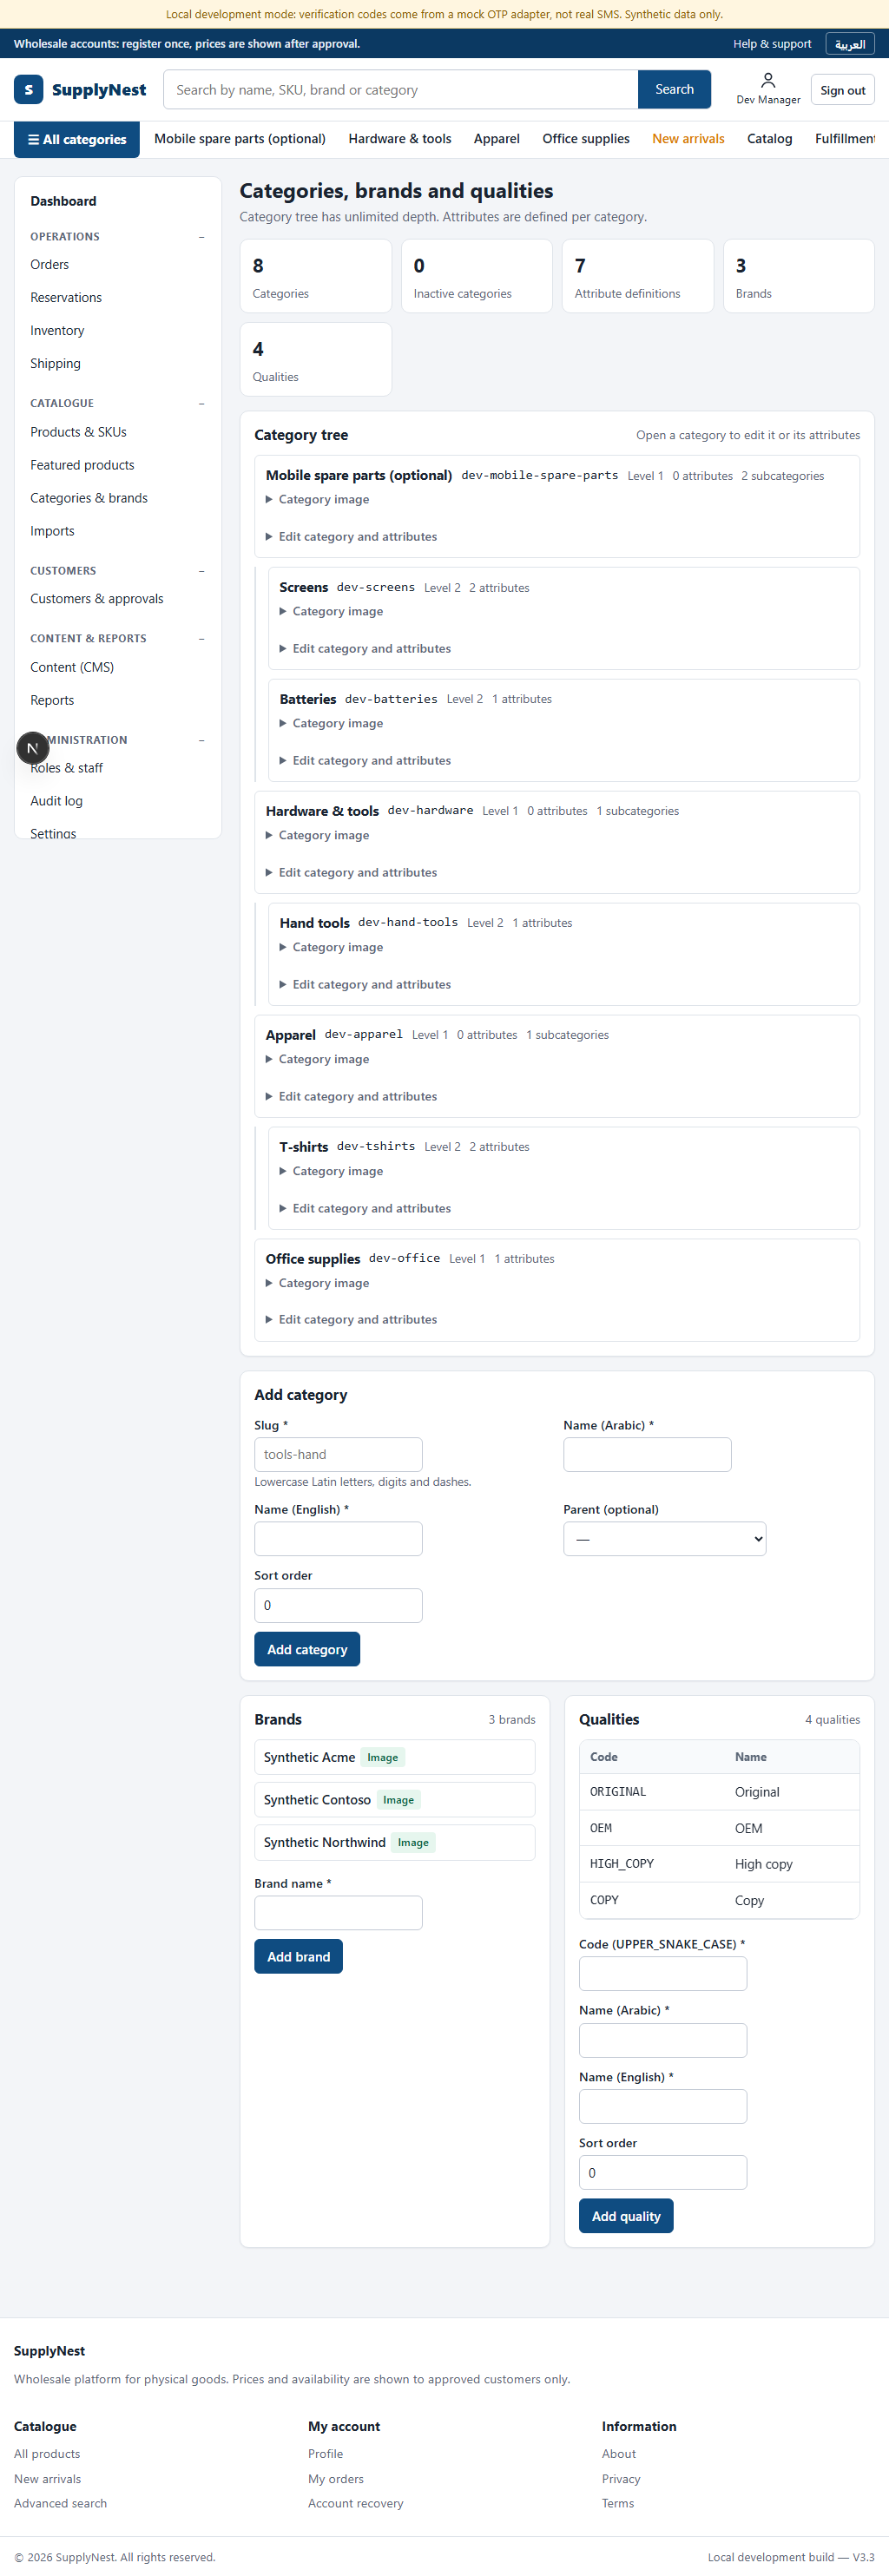 Local development mode: verification codes come from a mock OTP adapter, not real SMS. Synthetic data only.
Wholesale accounts: register once, prices are shown after approval.
Help & support
العربية
S SupplyNest
Search by name, SKU, brand or category
Search
Dev Manager
Sign out
☰ All categories
Mobile spare parts (optional)
Hardware & tools
Apparel
Office supplies
New arrivals
Catalog
Fulfillment
Dashboard
OPERATIONS –
Orders
Reservations
Inventory
Shipping
CATALOGUE –
Products & SKUs
Featured products
Categories & brands
Imports
CUSTOMERS –
Customers & approvals
CONTENT & REPORTS –
Content (CMS)
Reports
N
MINISTRATION –
Roles & staff
Audit log
Settings
Categories, brands and qualities
Category tree has unlimited depth. Attributes are defined per category.
8
Categories
0
Inactive categories
7
Attribute definitions
3
Brands
4
Qualities
Category tree
Open a category to edit it or its attributes
Mobile spare parts (optional) dev-mobile-spare-parts Level 1 0 attributes 2 subcategories
▶ Category image
▶ Edit category and attributes
Screens dev-screens Level 2 2 attributes
▶ Category image
▶ Edit category and attributes
Batteries dev-batteries Level 2 1 attributes
▶ Category image
▶ Edit category and attributes
Hardware & tools dev-hardware Level 1 0 attributes 1 subcategories
▶ Category image
▶ Edit category and attributes
Hand tools dev-hand-tools Level 2 1 attributes
▶ Category image
▶ Edit category and attributes
Apparel dev-apparel Level 1 0 attributes 1 subcategories
▶ Category image
▶ Edit category and attributes
T-shirts dev-tshirts Level 2 2 attributes
▶ Category image
▶ Edit category and attributes
Office supplies dev-office Level 1 1 attributes
▶ Category image
▶ Edit category and attributes
Add category
Slug *
tools-hand
Lowercase Latin letters, digits and dashes.
Name (Arabic) *
Name (English) *
Parent (optional)
—
Sort order
0
Add category
Brands
3 brands
Synthetic Acme Image
Synthetic Contoso Image
Synthetic Northwind Image
Brand name *
Add brand
Qualities
4 qualities
Code Name
ORIGINAL Original
OEM OEM
HIGH_COPY High copy
COPY Copy
Code (UPPER_SNAKE_CASE) *
Name (Arabic) *
Name (English) *
Sort order
0
Add quality
SupplyNest
Wholesale platform for physical goods. Prices and availability are shown to approved customers only.
Catalogue
All products
New arrivals
Advanced search
My account
Profile
My orders
Account recovery
Information
About
Privacy
Terms
© 2026 SupplyNest. All rights reserved.
Local development build — V3.3